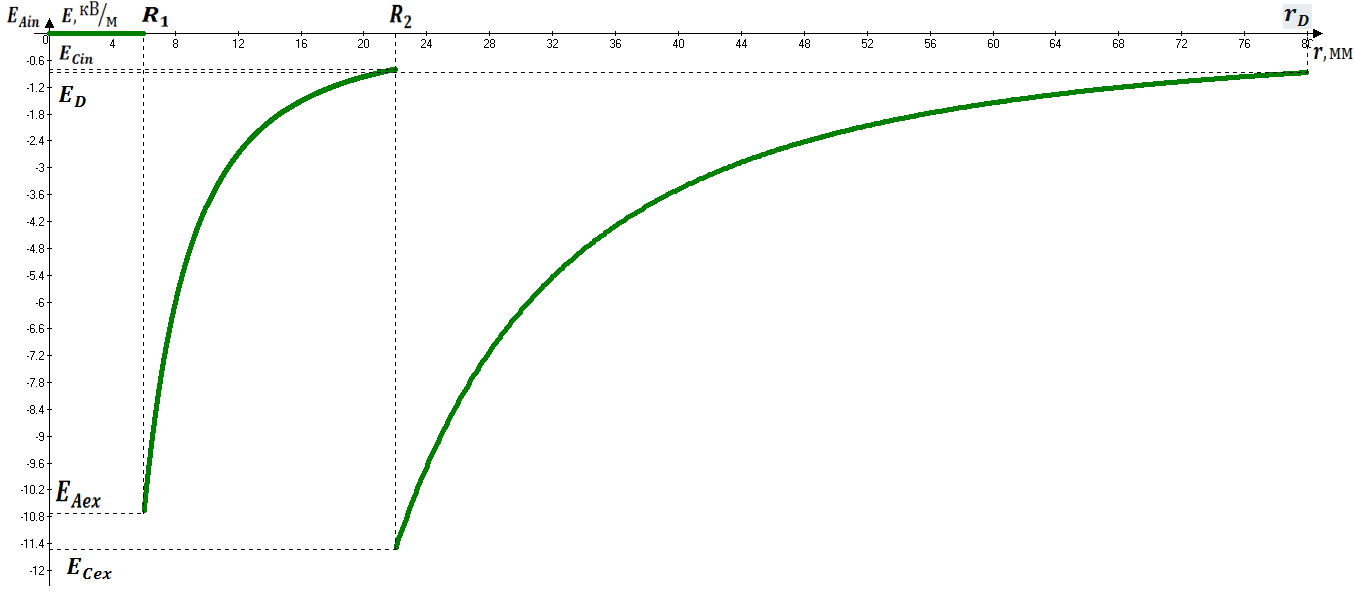 E_Ain E, кВ/м R₁ R₂ r_D
0 4 8 12 16 20 24 28 32 36 40 44 48 52 56 60 64 68 72 76 80
r, мм
E_Cin
-0.6
E_D
-1.2
-1.8
-2.4
-3
-3.6
-4.2
-4.8
-5.4
-6
-6.6
-7.2
-7.8
-8.4
-9
-9.6
-10.2
E_Aex
-10.8
-11.4
E_Cex
-12